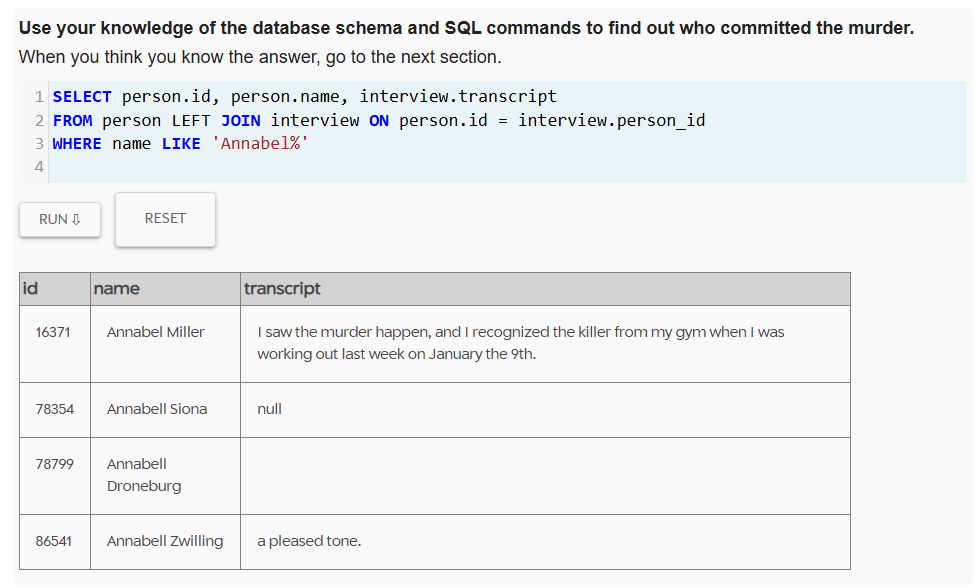 Use your knowledge of the database schema and SQL commands to find out who committed the murder.
When you think you know the answer, go to the next section.
1 SELECT person.id, person.name, interview.transcript
2 FROM person LEFT JOIN interview ON person.id = interview.person_id
3 WHERE name LIKE 'Annabel%'
4
RUN ⇩ RESET
id name transcript
16371 Annabel Miller I saw the murder happen, and I recognized the killer from my gym when I was
working out last week on January the 9th.
78354 Annabell Siona null
78799 Annabell
Droneburg
86541 Annabell Zwilling a pleased tone.